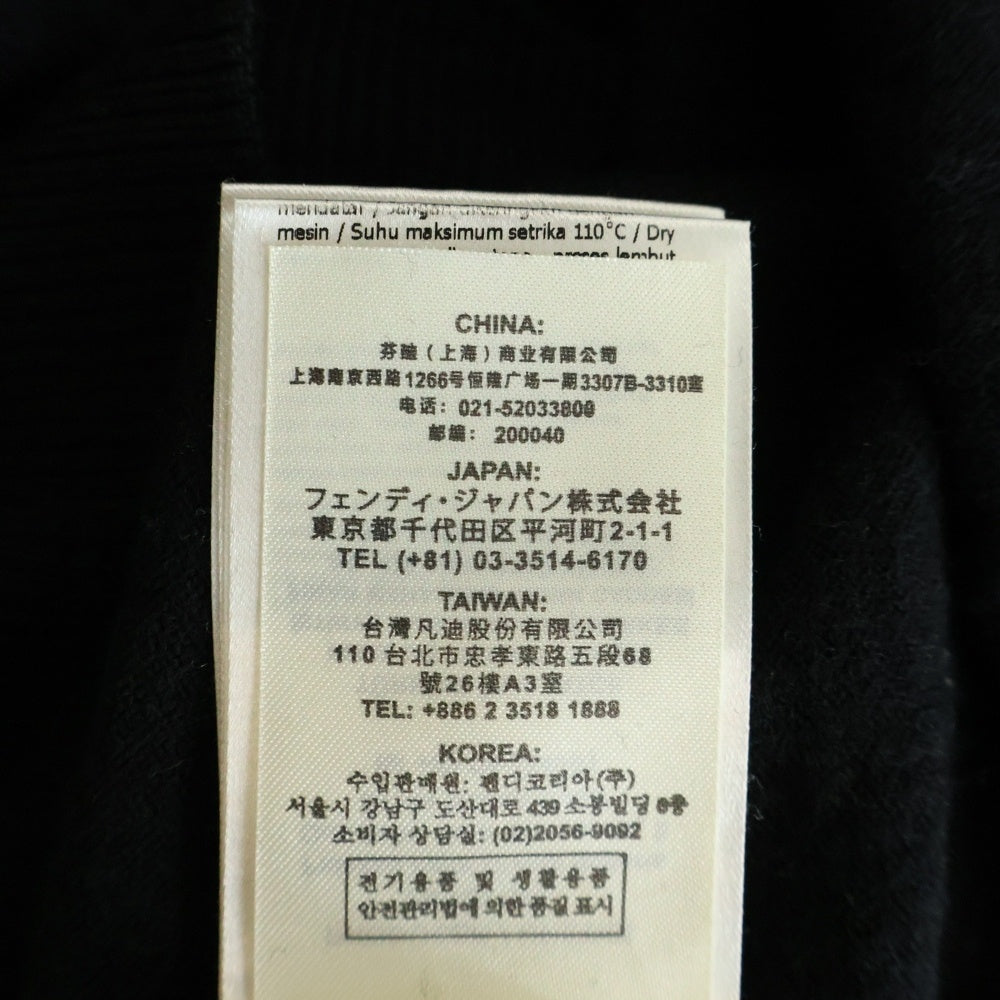 mesin / Suhu maksimum setrika 110°C / Dry
proses lembut
CHINA:
芬迪（上海）商业有限公司
上海南京西路1266号恒隆广场一期3307B-3310室
电话: 021-52033809
邮编: 200040
JAPAN:
フェンディ・ジャパン株式会社
東京都千代田区平河町2-1-1
TEL (+81) 03-3514-6170
TAIWAN:
台灣凡迪股份有限公司
110 台北市忠孝東路五段68
號26樓A3室
TEL: +886 2 3518 1888
KOREA:
수입판매원: 펜디코리아(주)
서울시 강남구 도산대로 439 소봉빌딩
소비자 상담실: (02)2056-9092
전기용품 및 생활용품
안전관리법에 의한 품질 표시